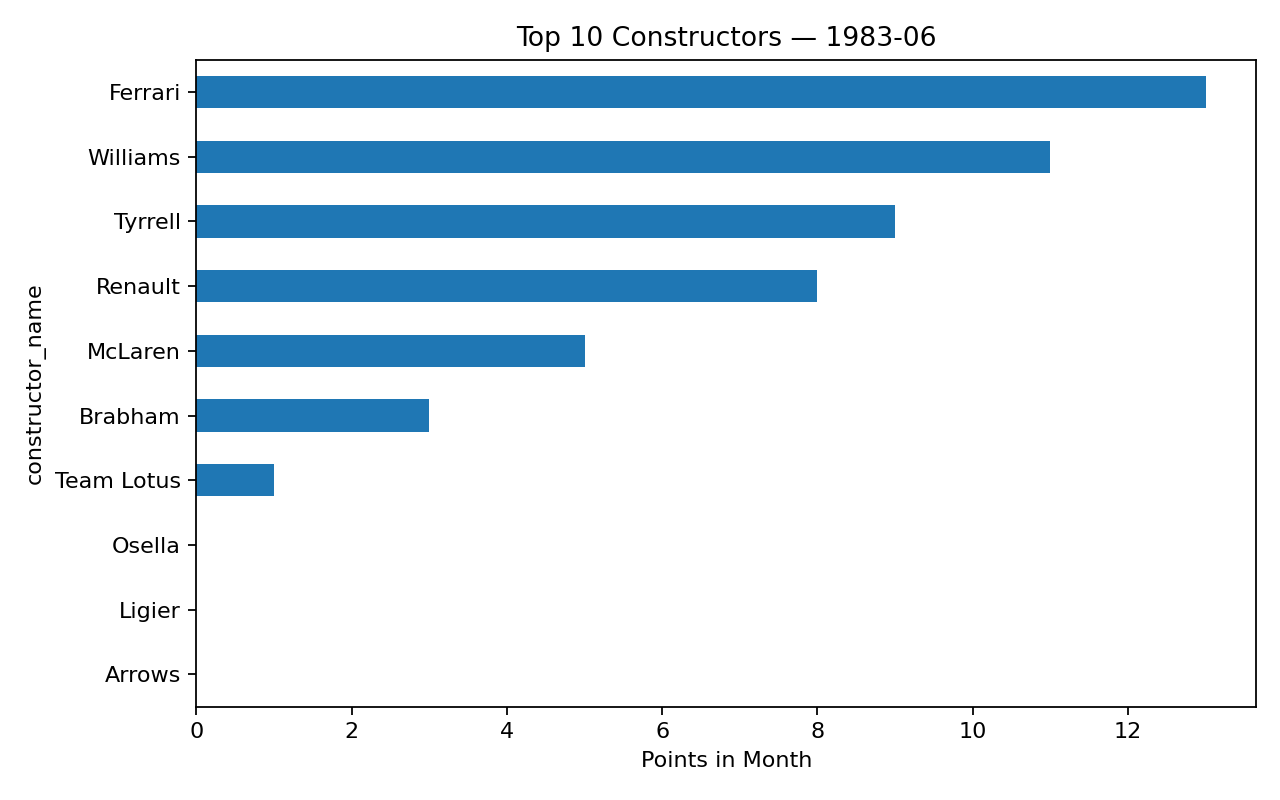 Top 10 Constructors — 1983-06
constructor_name
Ferrari
Williams
Tyrrell
Renault
McLaren
Brabham
Team Lotus
Osella
Ligier
Arrows
0 2 4 6 8 10 12
Points in Month